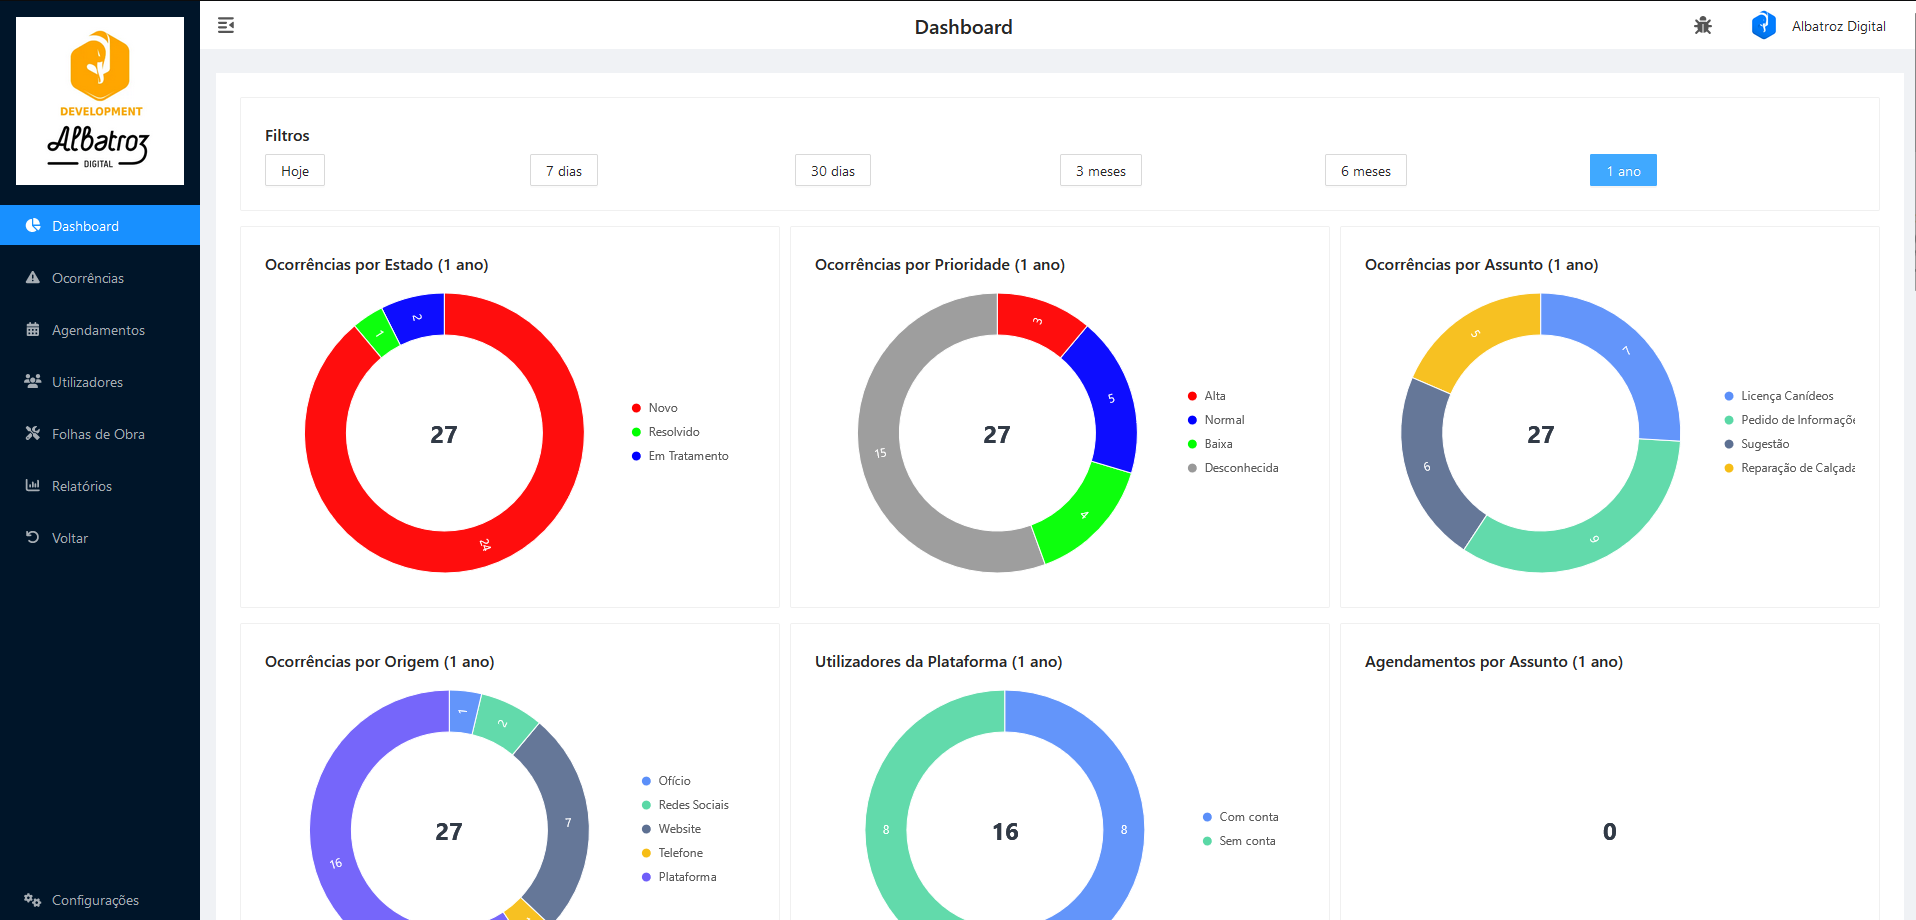 DEVELOPMENT
Albatroz
DIGITAL
Dashboard
Ocorrências
Agendamentos
Utilizadores
Folhas de Obra
Relatórios
Voltar
Configurações
Dashboard
Albatroz Digital
Filtros
Hoje
7 dias
30 dias
3 meses
6 meses
1 ano
Ocorrências por Estado (1 ano)
2
1
24
27
Novo
Resolvido
Em Tratamento
Ocorrências por Prioridade (1 ano)
3
5
4
15
27
Alta
Normal
Baixa
Desconhecida
Ocorrências por Assunto (1 ano)
5
7
6
9
27
Licença Canídeos
Pedido de Informaçõe
Sugestão
Reparação de Calçada
Ocorrências por Origem (1 ano)
1
2
7
16
1
27
Ofício
Redes Sociais
Website
Telefone
Plataforma
Utilizadores da Plataforma (1 ano)
8
8
16
Com conta
Sem conta
Agendamentos por Assunto (1 ano)
0